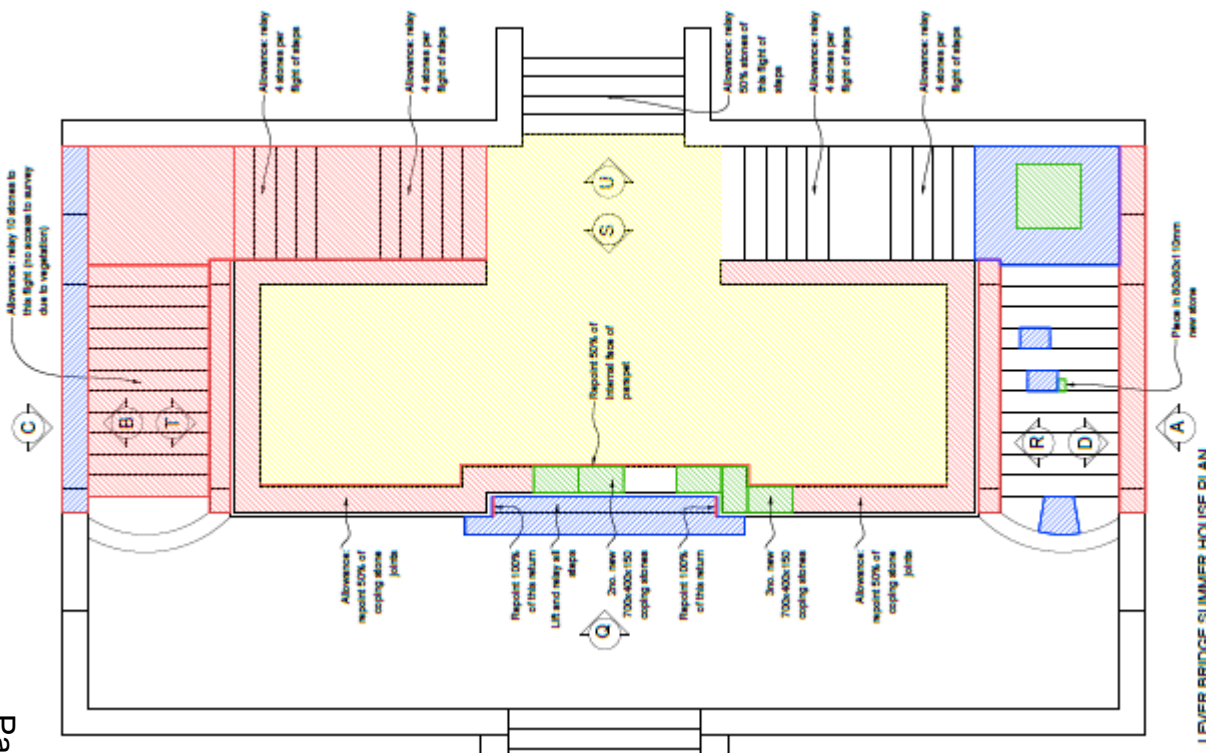 Allowance: relay
4 stones per
flight of steps
Allowance: relay
4 stones per
flight of steps
Allowance: relay
50% stones of
this flight of
steps
Allowance: relay
4 stones per
flight of steps
Allowance: relay
4 stones per
flight of steps
Allowance: relay 10 stones to
this flight (no access to survey
due to vegetation)
U
S
C
B
T
Repoint 50% of
internal face of
parapet
R
D
A
Place in 80x80x110mm
new stone
Allowance:
repoint 50% of
coping stone
joints
Repoint 100%
of this return
Lift and relay all
steps
2no. new
700x400x150
coping stones
Repoint 100%
of this return
3no. new
700x400x150
coping stones
Allowance:
repoint 50% of
coping stone
joints
Q
LEVER BRIDGE SUMMER HOUSE PLAN
Pa